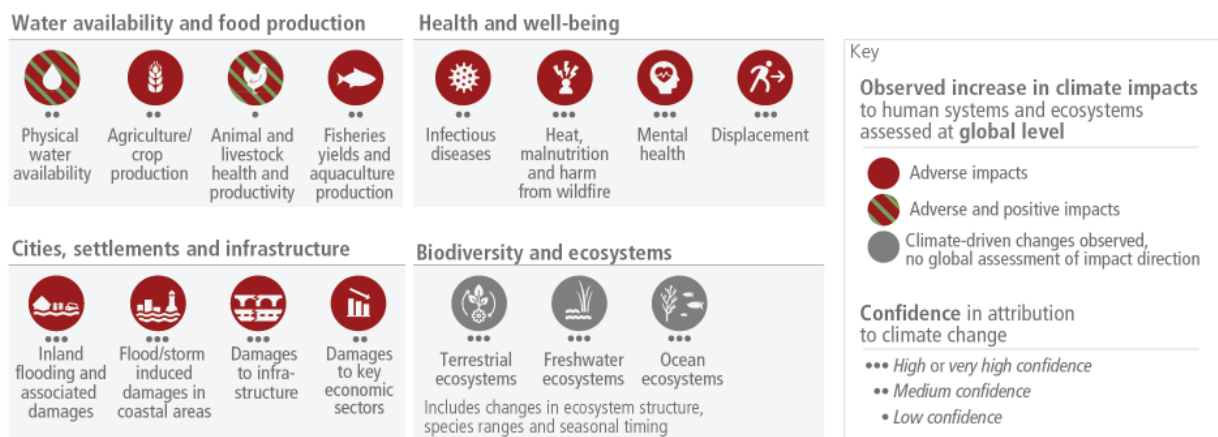 Water availability and food production
Physical
water
availability
Agriculture/
crop
production
Animal and
livestock
health and
productivity
Fisheries
yields and
aquaculture
production
Health and well-being
Infectious
diseases
Heat,
malnutrition
and harm
from wildfire
Mental
health
Displacement
Cities, settlements and infrastructure
Inland
flooding and
associated
damages
Flood/storm
induced
damages in
coastal areas
Damages
to infra-
structure
Damages
to key
economic
sectors
Biodiversity and ecosystems
Terrestrial
ecosystems
Freshwater
ecosystems
Ocean
ecosystems
Includes changes in ecosystem structure,
species ranges and seasonal timing
Key
Observed increase in climate impacts
to human systems and ecosystems
assessed at global level
Adverse impacts
Adverse and positive impacts
Climate-driven changes observed,
no global assessment of impact direction
Confidence in attribution
to climate change
••• High or very high confidence
•• Medium confidence
• Low confidence